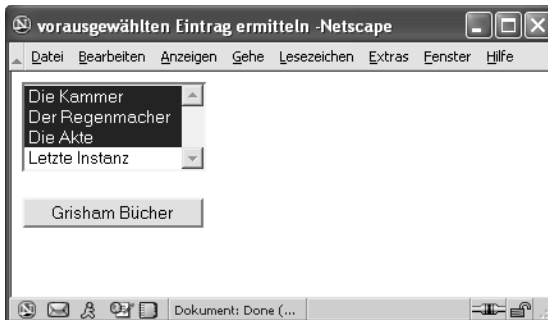 vorausgewählten Eintrag ermitteln -Netscape
Datei Bearbeiten Anzeigen Gehe Lesezeichen Extras Fenster Hilfe
Die Kammer
Der Regenmacher
Die Akte
Letzte Instanz
Grisham Bücher
Dokument: Done (...